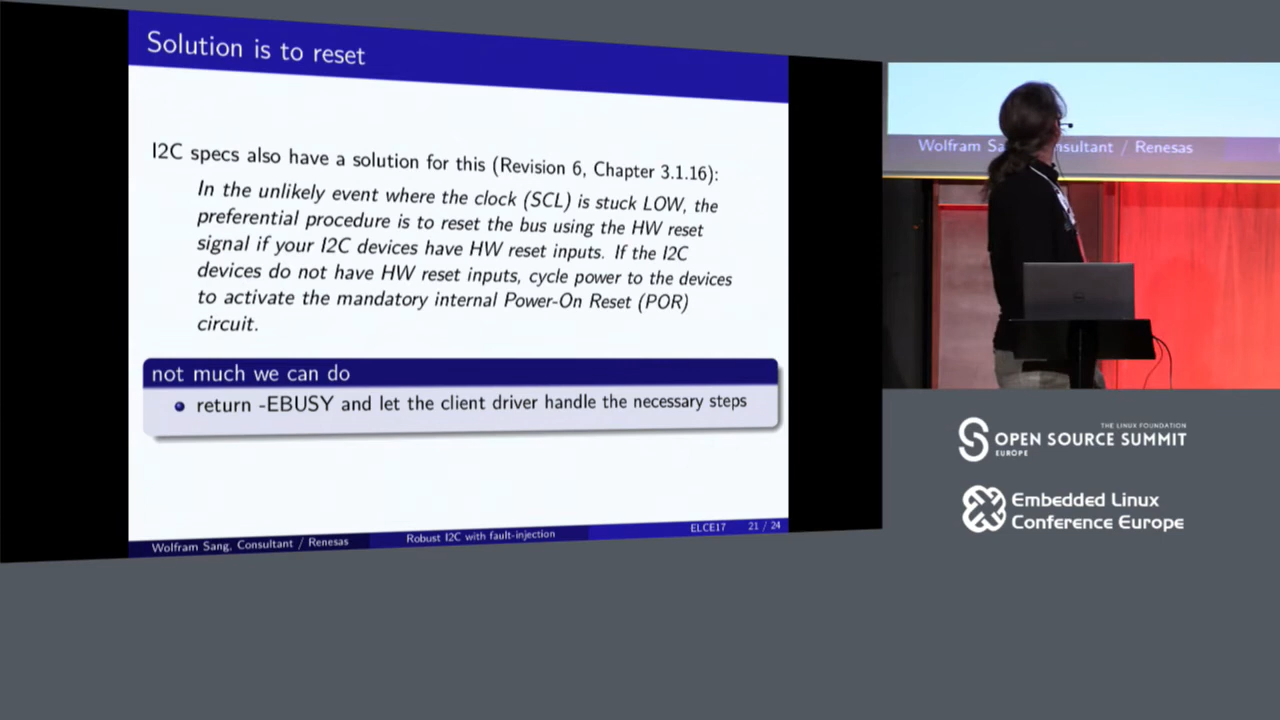 Solution is to reset
I2C specs also have a solution for this (Revision 6, Chapter 3.1.16):
In the unlikely event where the clock (SCL) is stuck LOW, the
preferential procedure is to reset the bus using the HW reset
signal if your I2C devices have HW reset inputs. If the I2C
devices do not have HW reset inputs, cycle power to the devices
to activate the mandatory internal Power-On Reset (POR)
circuit.
not much we can do
return -EBUSY and let the client driver handle the necessary steps
Wolfram Sang, Consultant / Renesas
Robust I2C with fault-injection
ELCE17
21 / 24
Wolfram / Renesas
THE LINUX FOUNDATION
OPEN SOURCE SUMMIT
EUROPE
Embedded Linux
Conference Europe